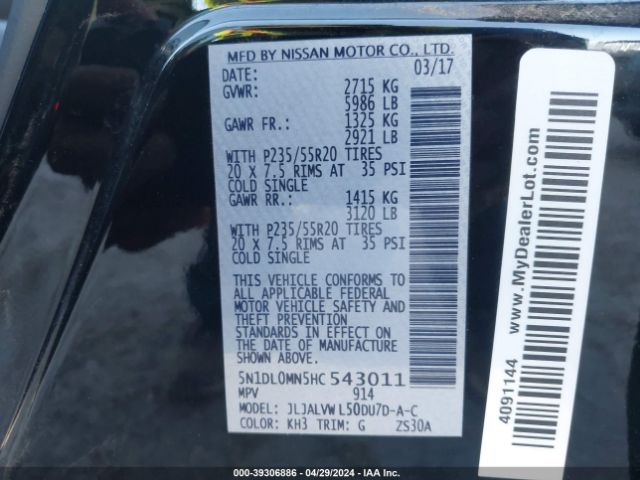 MFD BY NISSAN MOTOR CO., LTD.
DATE: 03/17
GVWR: 2715 KG
5986 LB
GAWR FR.: 1325 KG
2921 LB
WITH P235/55R20 TIRES
20 X 7.5 RIMS AT 35 PSI
COLD SINGLE
GAWR RR.: 1415 KG
3120 LB
WITH P235/55R20 TIRES
20 X 7.5 RIMS AT 35 PSI
COLD SINGLE
THIS VEHICLE CONFORMS TO
ALL APPLICABLE FEDERAL
MOTOR VEHICLE SAFETY AND
THEFT PREVENTION
STANDARDS IN EFFECT ON
THE DATE OF MANUFACTURE
SHOWN ABOVE.
5N1DL0MN5HC 543011
MPV 914
MODEL: JLJALVW L50DU7D-A-C
COLOR: KH3 TRIM: G ZS30A
www.MyDealerLot.com
4091144
000-39306886 - 04/29/2024 - IAA Inc.